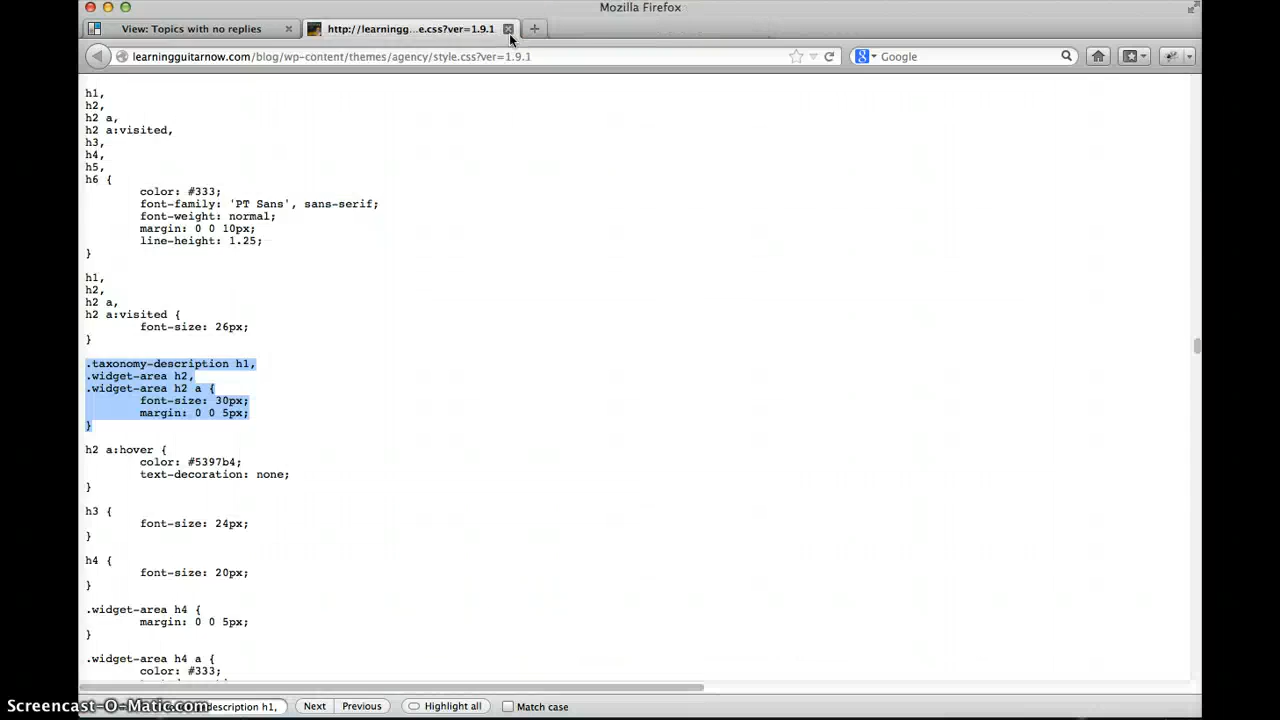 Mozilla Firefox
View: Topics with no replies
http://learningg...e.css?ver=1.9.1
learningguitarnow.com/blog/wp-content/themes/agency/style.css?ver=1.9.1
Google
h1,
h2,
h2 a,
h2 a:visited,
h3,
h4,
h5,
h6 {
color: #333;
font-family: 'PT Sans', sans-serif;
font-weight: normal;
margin: 0 0 10px;
line-height: 1.25;
}
h1,
h2,
h2 a,
h2 a:visited {
font-size: 26px;
}
.taxonomy-description h1,
.widget-area h2,
.widget-area h2 a {
font-size: 30px;
margin: 0 0 5px;
}
h2 a:hover {
color: #5397b4;
text-decoration: none;
}
h3 {
font-size: 24px;
}
h4 {
font-size: 20px;
}
.widget-area h4 {
margin: 0 0 5px;
}
.widget-area h4 a {
color: #333;
Screencast-O-Matic.com description h1, Next Previous Highlight all Match case